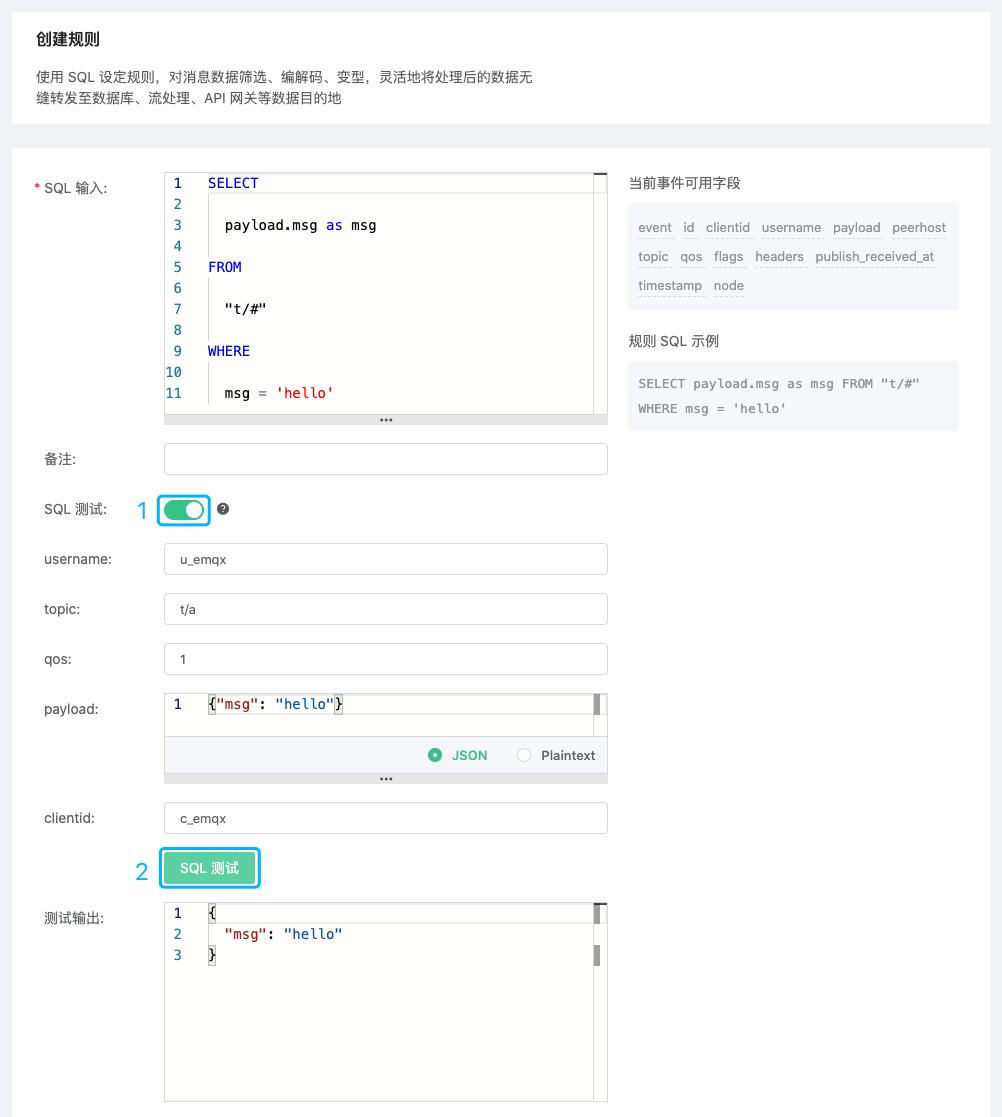 创建规则
使用 SQL 设定规则，对消息数据筛选、编解码、变型，灵活地将处理后的数据无
缝转发至数据库、流处理、API 网关等数据目的地
* SQL 输入:
1 SELECT
2
3 payload.msg as msg
4
5 FROM
6
7 "t/#"
8
9 WHERE
10
11 msg = 'hello'
当前事件可用字段
event id clientid username payload peerhost
topic qos flags headers publish_received_at
timestamp node
规则 SQL 示例
SELECT payload.msg as msg FROM "t/#"
WHERE msg = 'hello'
备注:
SQL 测试: 1 ?
username: u_emqx
topic: t/a
qos: 1
payload: 1 {"msg": "hello"}
JSON Plaintext
clientid: c_emqx
2 SQL 测试
测试输出:
1 {
2 "msg": "hello"
3 }